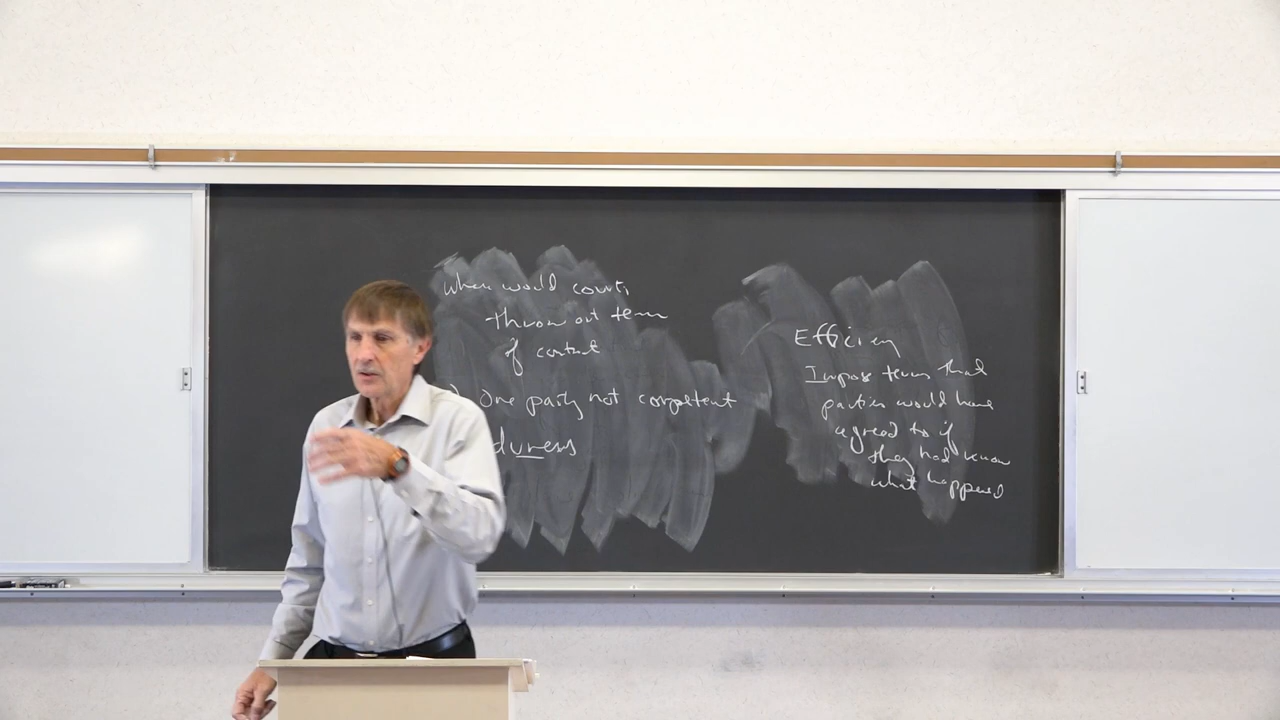 When would courts
throw out term
of contract
) One party not competent
duress
Efficiency
Impose terms that
parties would have
agreed to if
they had know
what happened